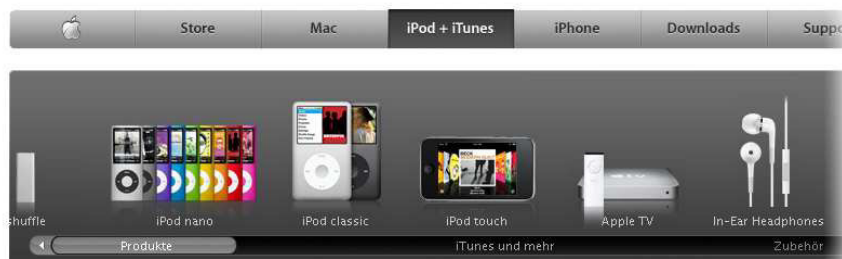 Store Mac iPod + iTunes iPhone Downloads Suppo
shuffle iPod nano iPod classic iPod touch Apple TV In-Ear Headphones
Produkte iTunes und mehr Zubehör